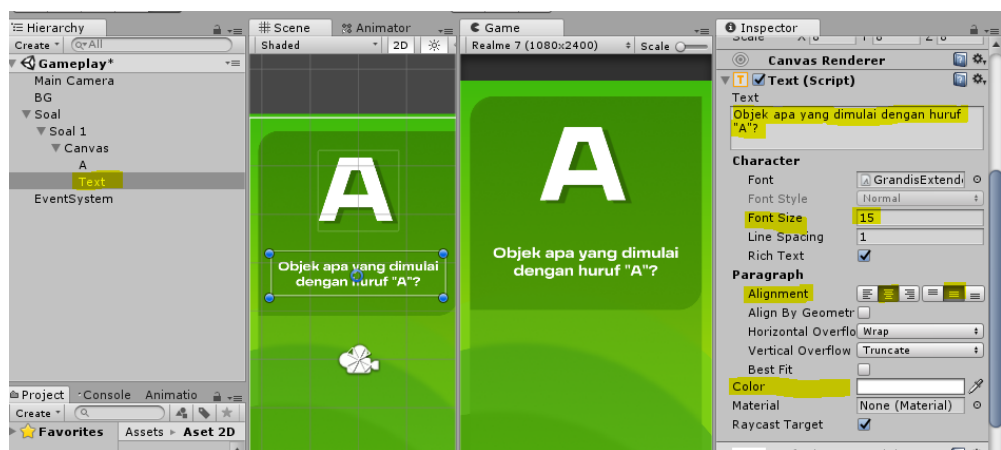 Hierarchy
Create
All
Gameplay*
Main Camera
BG
Soal
Soal 1
Canvas
A
Text
EventSystem
Project
Console
Animatio
Create
Favorites
Assets
Aset 2D
Scene
Animator
Shaded
2D
A
Objek apa yang dimulai
dengan huruf "A"?
Game
Realme 7 (1080x2400)
Scale
A
Objek apa yang dimulai
dengan huruf "A"?
Inspector
Canvas Renderer
Text (Script)
Text
Objek apa yang dimulai dengan huruf
"A"?
Character
Font GrandisExtend
Font Style Normal
Font Size 15
Line Spacing 1
Rich Text
Paragraph
Alignment
Align By Geometr
Horizontal Overflo Wrap
Vertical Overflow Truncate
Best Fit
Color
Material None (Material)
Raycast Target